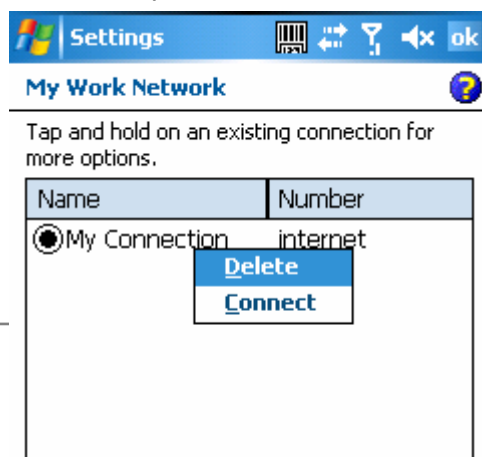 Settings
ok
My Work Network
Tap and hold on an existing connection for
more options.
Name Number
My Connection internet
Delete
Connect